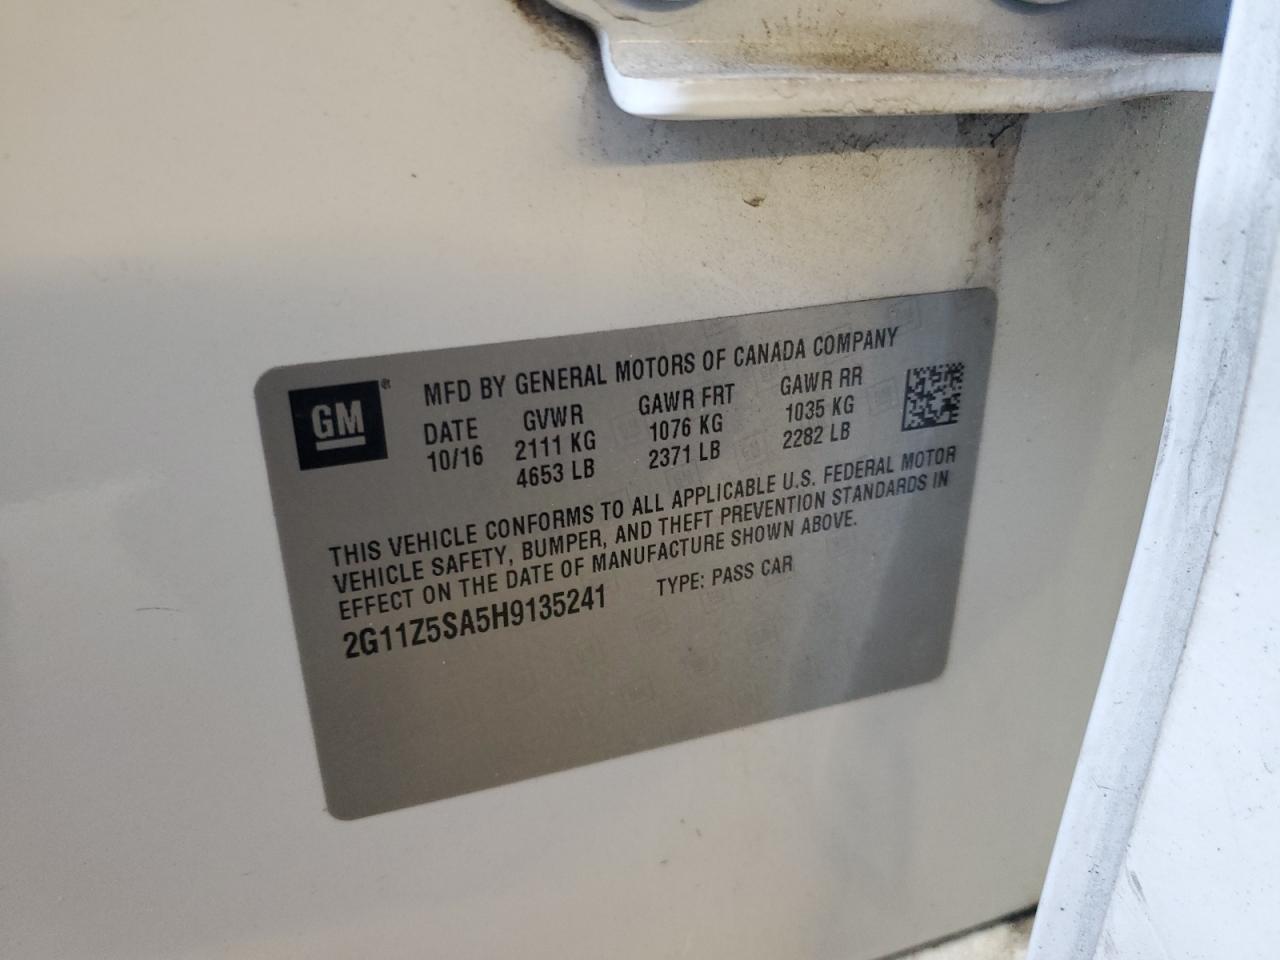 GM®
MFD BY GENERAL MOTORS OF CANADA COMPANY
DATE GVWR GAWR FRT GAWR RR
10/16 2111 KG 1076 KG 1035 KG
4653 LB 2371 LB 2282 LB
THIS VEHICLE CONFORMS TO ALL APPLICABLE U.S. FEDERAL MOTOR
VEHICLE SAFETY, BUMPER, AND THEFT PREVENTION STANDARDS IN
EFFECT ON THE DATE OF MANUFACTURE SHOWN ABOVE.
2G11Z5SA5H9135241 TYPE: PASS CAR